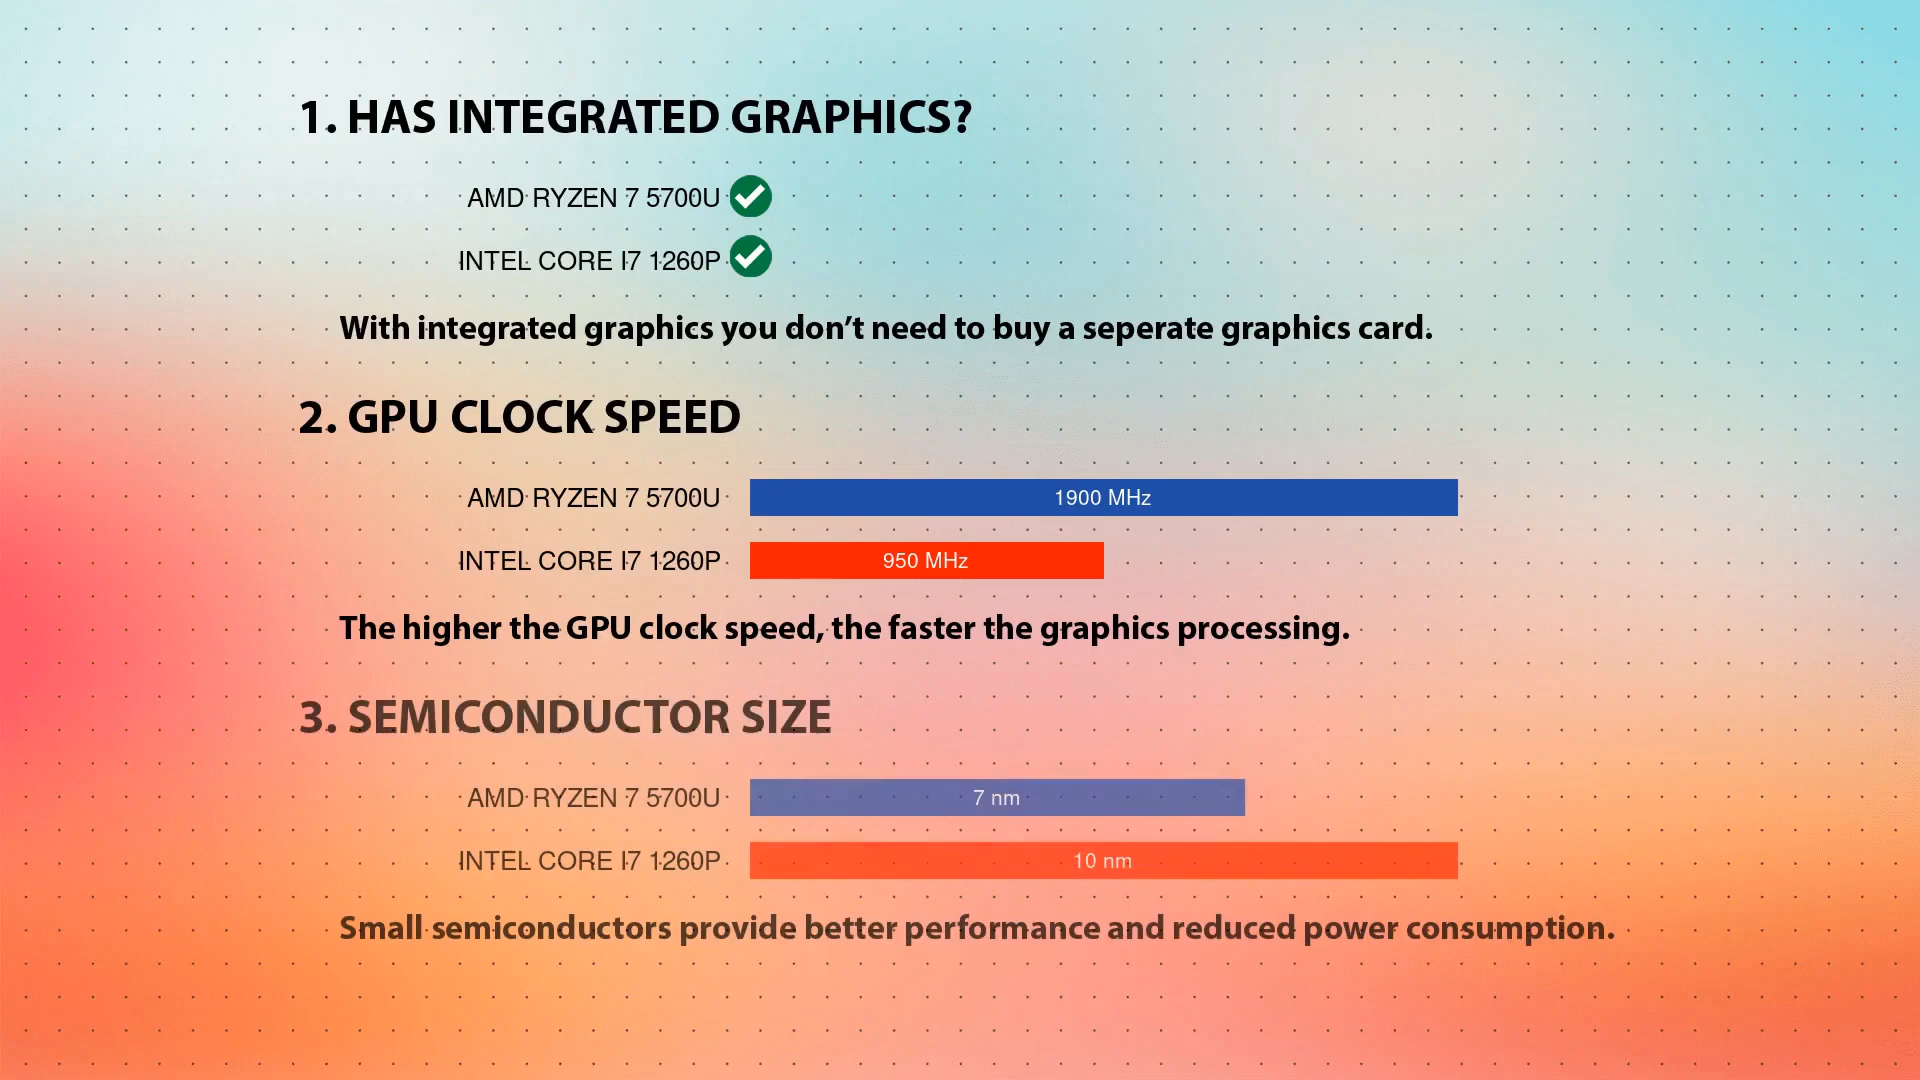 1. HAS INTEGRATED GRAPHICS?
AMD RYZEN 7 5700U
INTEL CORE I7 1260P
With integrated graphics you don’t need to buy a seperate graphics card.
2. GPU CLOCK SPEED
AMD RYZEN 7 5700U 1900 MHz
INTEL CORE I7 1260P 950 MHz
The higher the GPU clock speed, the faster the graphics processing.
3. SEMICONDUCTOR SIZE
AMD RYZEN 7 5700U 7 nm
INTEL CORE I7 1260P 10 nm
Small semiconductors provide better performance and reduced power consumption.